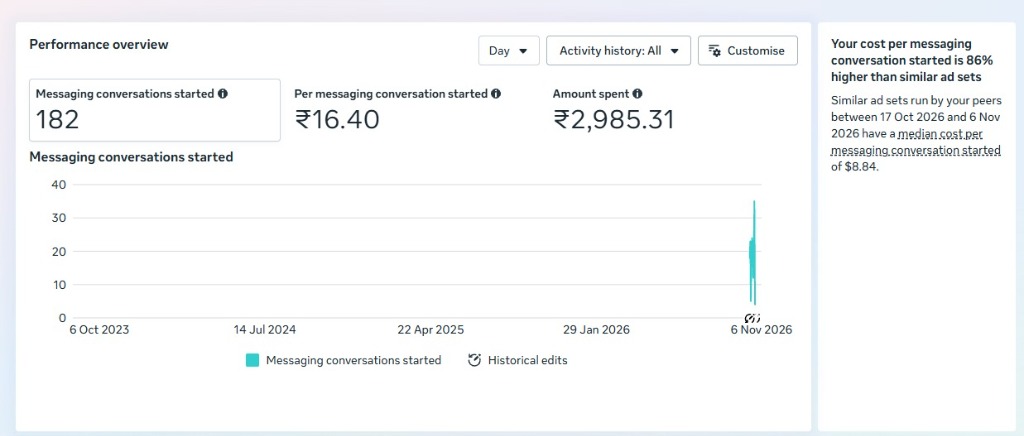 Performance overview
Day
Activity history: All
Customise
Messaging conversations started
182
Per messaging conversation started
₹16.40
Amount spent
₹2,985.31
Messaging conversations started
40
30
20
10
0
6 Oct 2023
14 Jul 2024
22 Apr 2025
29 Jan 2026
6 Nov 2026
Messaging conversations started
Historical edits
Your cost per messaging
conversation started is 86%
higher than similar ad sets
Similar ad sets run by your peers
between 17 Oct 2026 and 6 Nov
2026 have a median cost per
messaging conversation started
of $8.84.